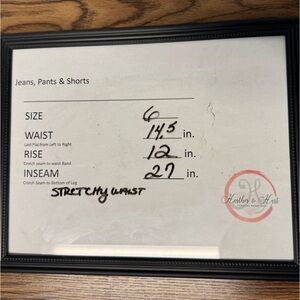 Jeans, Pants & Shorts
SIZE 6
WAIST 14.5 in.
Laid Flat from Left to Right
RISE 12 in.
Crotch seam to waist Band
INSEAM 27 in.
Crotch Seam to Bottom of Leg
STRETCHY WAIST